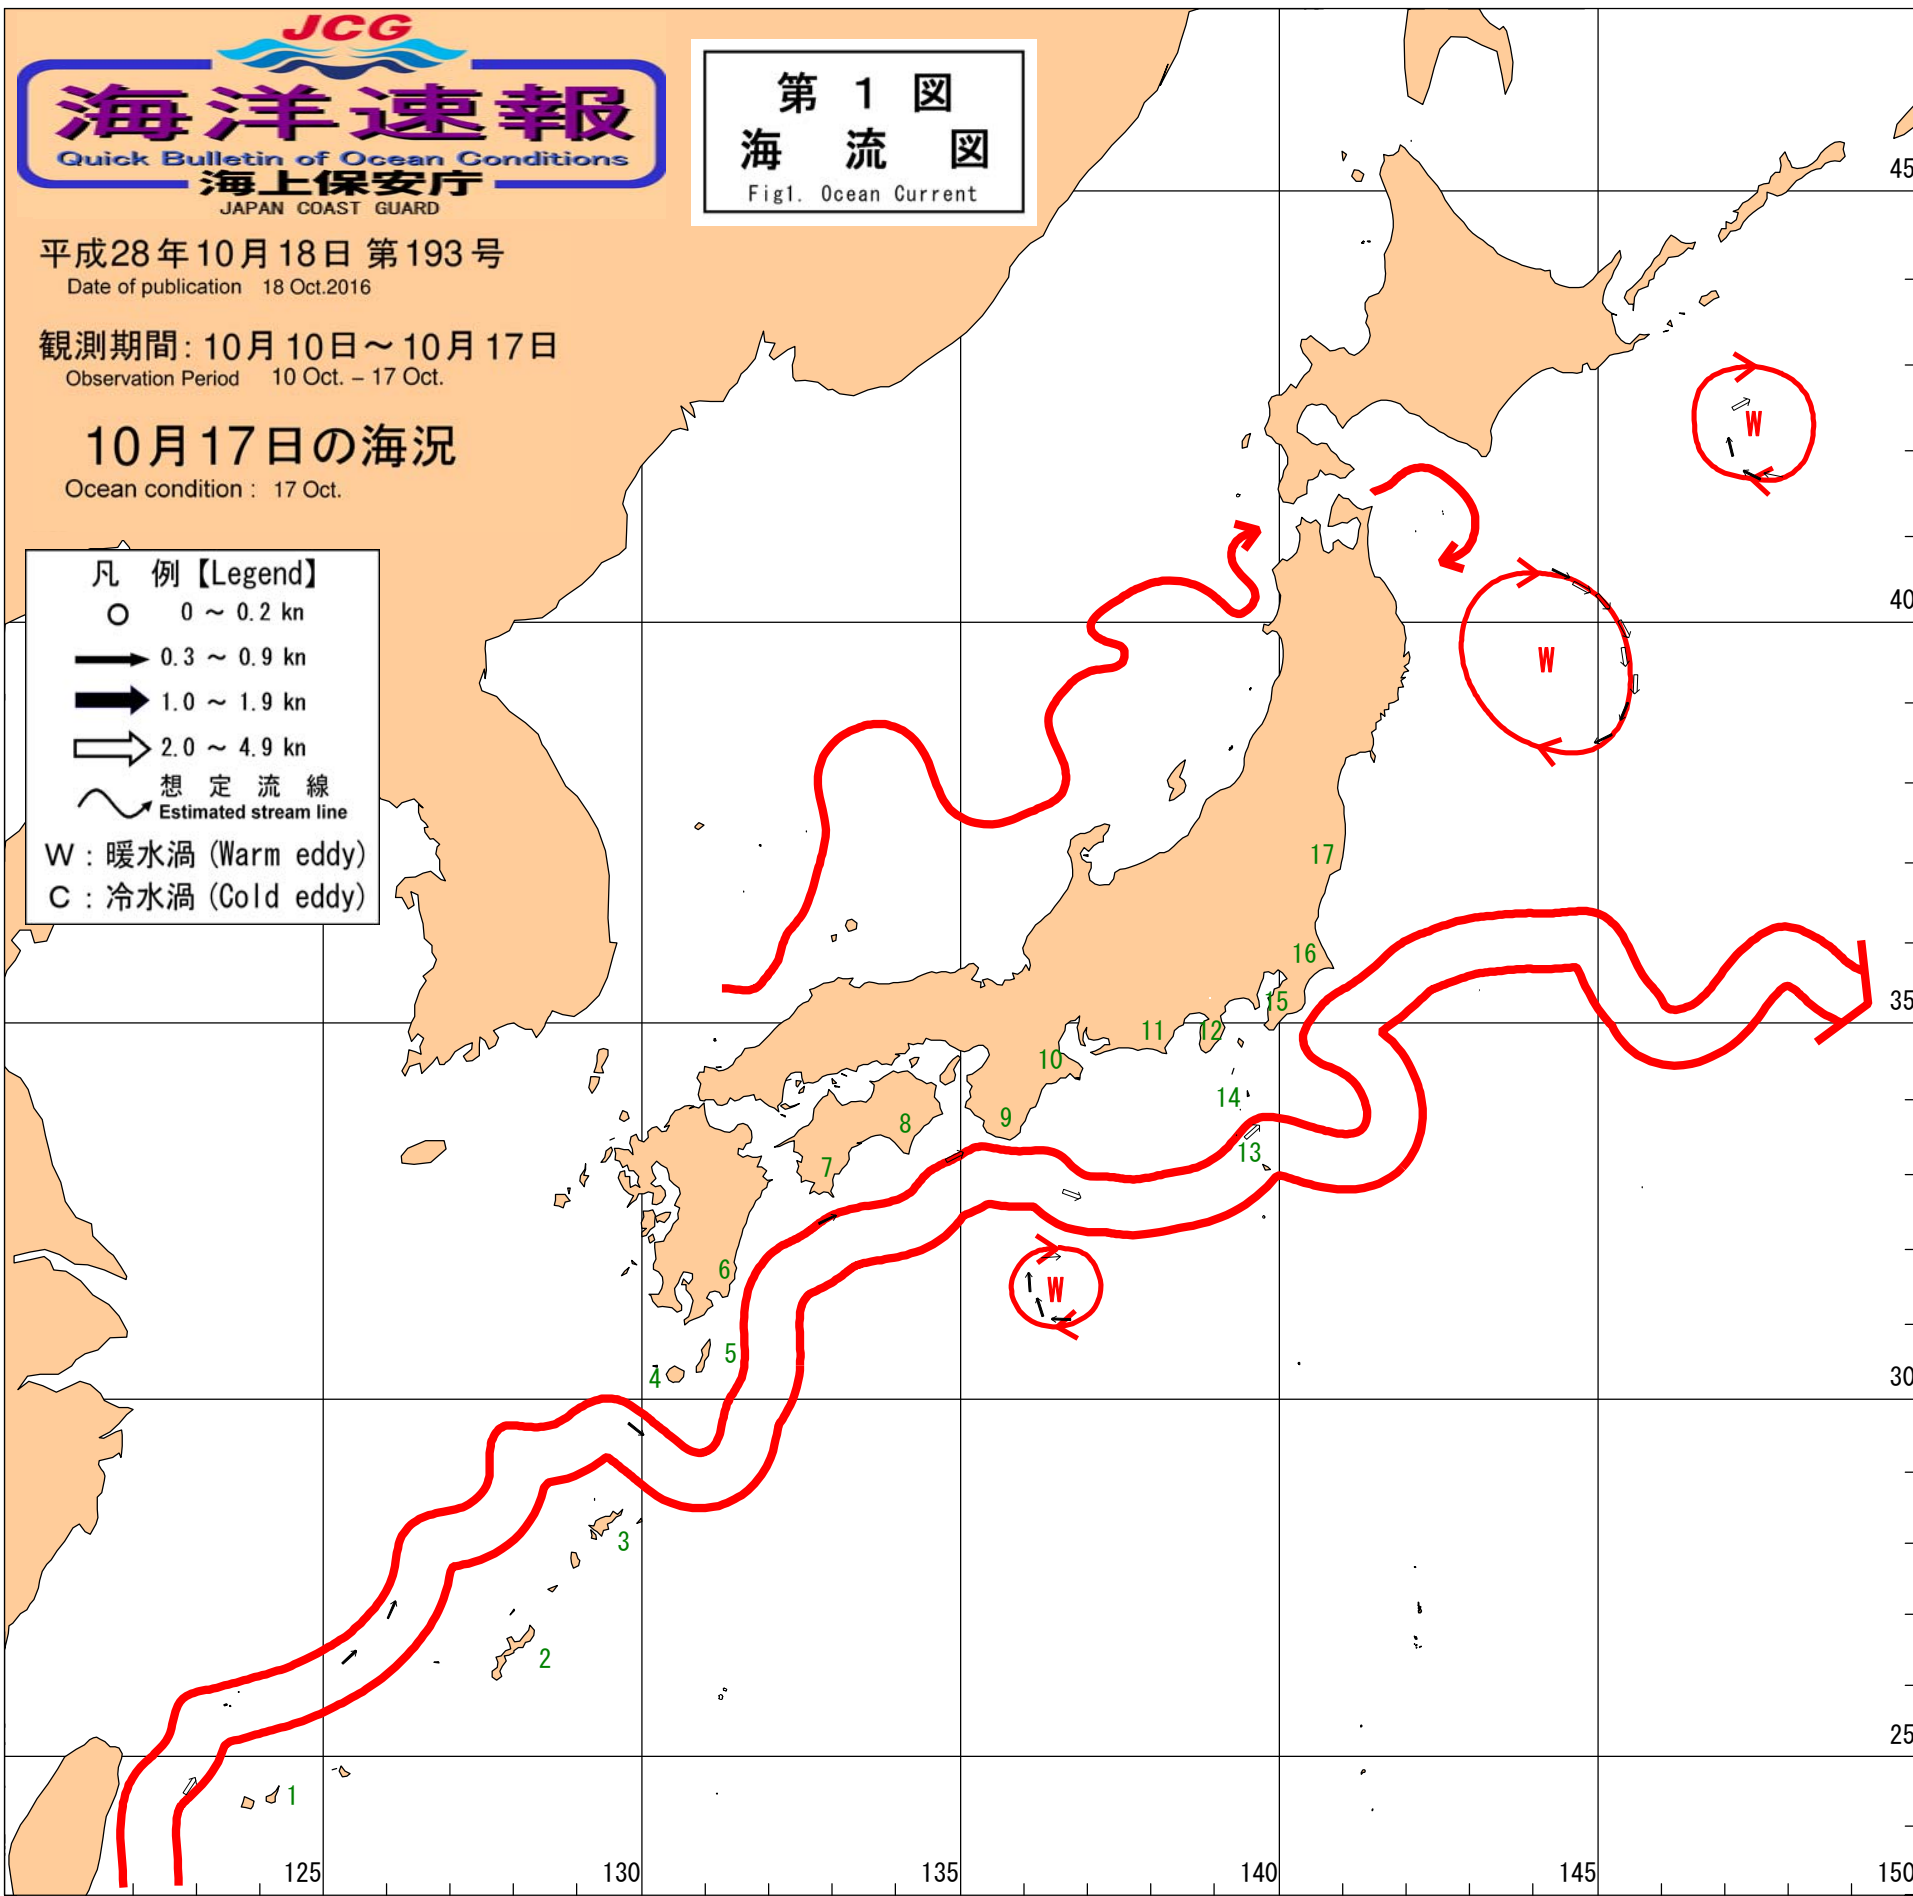 JCG
海洋速報
Quick Bulletin of Ocean Conditions
海上保安庁
JAPAN COAST GUARD
第 1 図
海 流 図
Fig1. Ocean Current
平成28年10月18日 第193号
Date of publication 18 Oct.2016
観測期間: 10月10日～10月17日
Observation Period 10 Oct. – 17 Oct.
10月17日の海況
Ocean condition : 17 Oct.
凡 例【Legend】
0 ～ 0.2 kn
0.3 ～ 0.9 kn
1.0 ～ 1.9 kn
2.0 ～ 4.9 kn
想 定 流 線
Estimated stream line
W : 暖水渦 (Warm eddy)
C : 冷水渦 (Cold eddy)
45
W
40
W
17
16
35
15
12
11
10
14
9
8
13
7
6
W
5
4
30
3
2
25
1
125
130
135
140
145
150